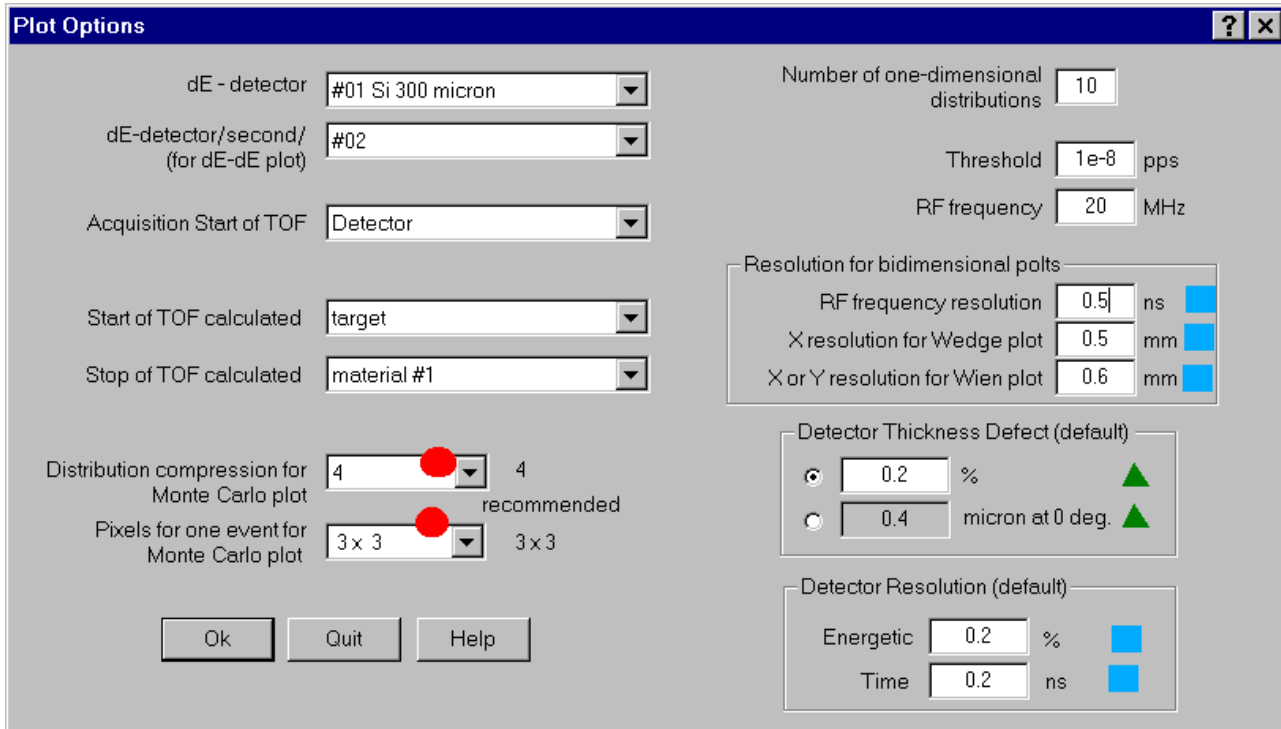 Plot Options
dE - detector
#01 Si 300 micron
dE-detector/second/
(for dE-dE plot)
#02
Acquisition Start of TOF
Detector
Start of TOF calculated
target
Stop of TOF calculated
material #1
Distribution compression for
Monte Carlo plot
4
4
recommended
Pixels for one event for
Monte Carlo plot
3 x 3
3 x 3
Ok
Quit
Help
Number of one-dimensional
distributions
10
Threshold
1e-8
pps
RF frequency
20
MHz
Resolution for bidimensional polts
RF frequency resolution
0.5
ns
X resolution for Wedge plot
0.5
mm
X or Y resolution for Wien plot
0.6
mm
Detector Thickness Defect (default)
0.2
%
0.4
micron at 0 deg.
Detector Resolution (default)
Energetic
0.2
%
Time
0.2
ns